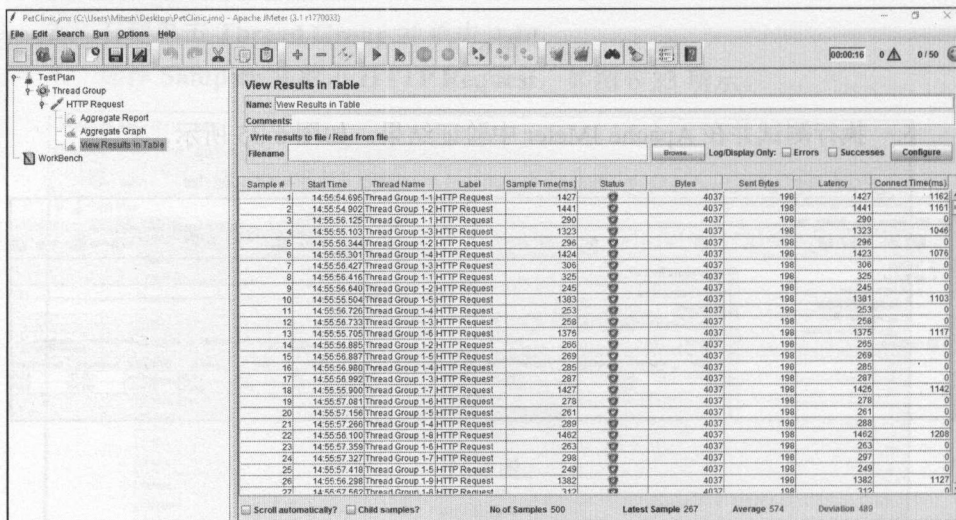 PetClinic.jmx (C:\Users\Mitesh\Desktop\PetClinic.jmx) - Apache JMeter (3.1 r1770033)
File Edit Search Run Options Help
00:00:16 0 0 / 50
Test Plan
Thread Group
HTTP Request
Aggregate Report
Aggregate Graph
View Results in Table
WorkBench
View Results in Table
Name: View Results in Table
Comments:
Write results to file / Read from file
Filename Browse... Log/Display Only: Errors Successes Configure
Sample # Start Time Thread Name Label Sample Time(ms) Status Bytes Sent Bytes Latency Connect Time(ms)
1 14:55:54.695 Thread Group 1-1 HTTP Request 1427 4037 198 1427 1162
2 14:55:54.902 Thread Group 1-2 HTTP Request 1441 4037 198 1441 1161
3 14:55:56.125 Thread Group 1-1 HTTP Request 290 4037 198 290 0
4 14:55:55.103 Thread Group 1-3 HTTP Request 1323 4037 198 1323 1046
5 14:55:56.344 Thread Group 1-2 HTTP Request 296 4037 198 296 0
6 14:55:55.301 Thread Group 1-4 HTTP Request 1424 4037 198 1423 1076
7 14:55:56.427 Thread Group 1-3 HTTP Request 306 4037 198 306 0
8 14:55:56.416 Thread Group 1-1 HTTP Request 325 4037 198 325 0
9 14:55:56.640 Thread Group 1-2 HTTP Request 245 4037 198 245 0
10 14:55:55.504 Thread Group 1-5 HTTP Request 1383 4037 198 1381 1103
11 14:55:56.726 Thread Group 1-4 HTTP Request 253 4037 198 253 0
12 14:55:56.733 Thread Group 1-3 HTTP Request 258 4037 198 258 0
13 14:55:55.705 Thread Group 1-6 HTTP Request 1376 4037 198 1375 1117
14 14:55:56.885 Thread Group 1-2 HTTP Request 266 4037 198 265 0
15 14:55:56.887 Thread Group 1-5 HTTP Request 269 4037 198 269 0
16 14:55:56.980 Thread Group 1-4 HTTP Request 285 4037 198 285 0
17 14:55:56.992 Thread Group 1-3 HTTP Request 287 4037 198 287 0
18 14:55:55.900 Thread Group 1-7 HTTP Request 1427 4037 198 1426 1142
19 14:55:57.081 Thread Group 1-6 HTTP Request 278 4037 198 278 0
20 14:55:57.156 Thread Group 1-5 HTTP Request 261 4037 198 261 0
21 14:55:57.266 Thread Group 1-4 HTTP Request 289 4037 198 288 0
22 14:55:56.100 Thread Group 1-8 HTTP Request 1462 4037 198 1462 1208
23 14:55:57.359 Thread Group 1-6 HTTP Request 263 4037 198 263 0
24 14:55:57.327 Thread Group 1-7 HTTP Request 298 4037 198 297 0
25 14:55:57.418 Thread Group 1-5 HTTP Request 249 4037 198 249 0
26 14:55:56.298 Thread Group 1-9 HTTP Request 1382 4037 198 1382 1127
27 14:55:57.562 Thread Group 1-8 HTTP Request 312 4037 198 312 0
Scroll automatically? Child samples? No of Samples 500 Latest Sample 267 Average 574 Deviation 489